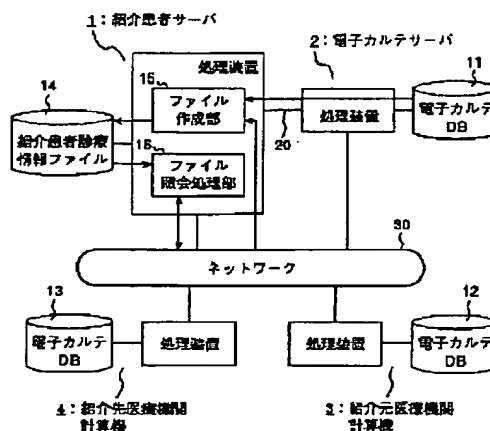 1：紹介患者サーバ
2：電子カルテサーバ
処理装置
15
ファイル
作成部
14
紹介患者診療
情報ファイル
16
ファイル
照会処理部
20
処理装置
11
電子カルテ
DB
30
ネットワーク
13
電子カルテ
DB
処理装置
処理装置
12
電子カルテ
DB
4：紹介先医療機関
計算機
3：紹介元医療機関
計算機